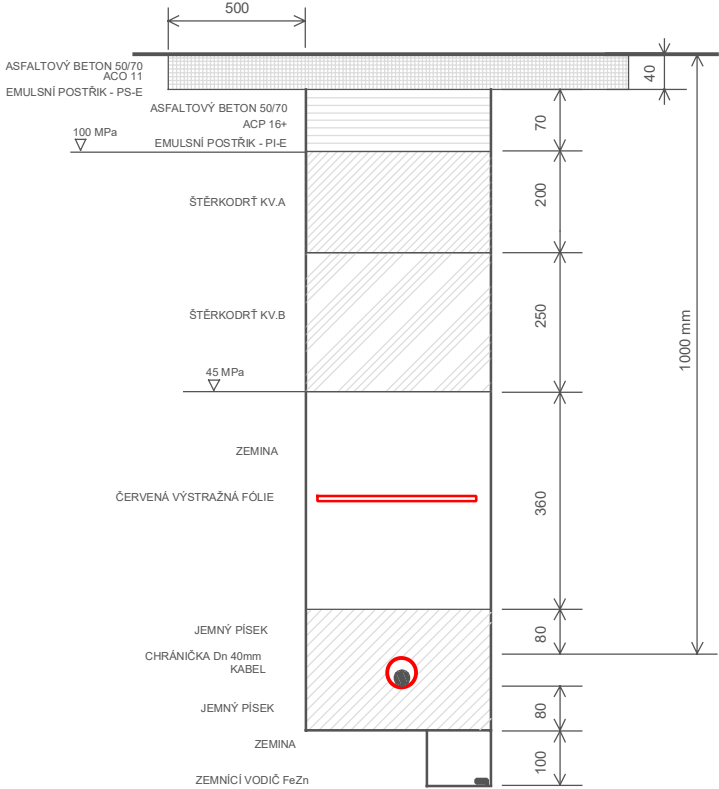 500
ASFALTOVÝ BETON 50/70
ACO 11
EMULSNÍ POSTŘIK - PS-E
40
ASFALTOVÝ BETON 50/70
ACP 16+
EMULSNÍ POSTŘIK - PI-E
70
100 MPa
ŠTĚRKODRŤ KV.A
200
ŠTĚRKODRŤ KV.B
250
1000 mm
45 MPa
ZEMINA
ČERVENÁ VÝSTRAŽNÁ FÓLIE
360
JEMNÝ PÍSEK
80
CHRÁNIČKA Dn 40mm
KABEL
JEMNÝ PÍSEK
80
ZEMINA
100
ZEMNÍCÍ VODIČ FeZn